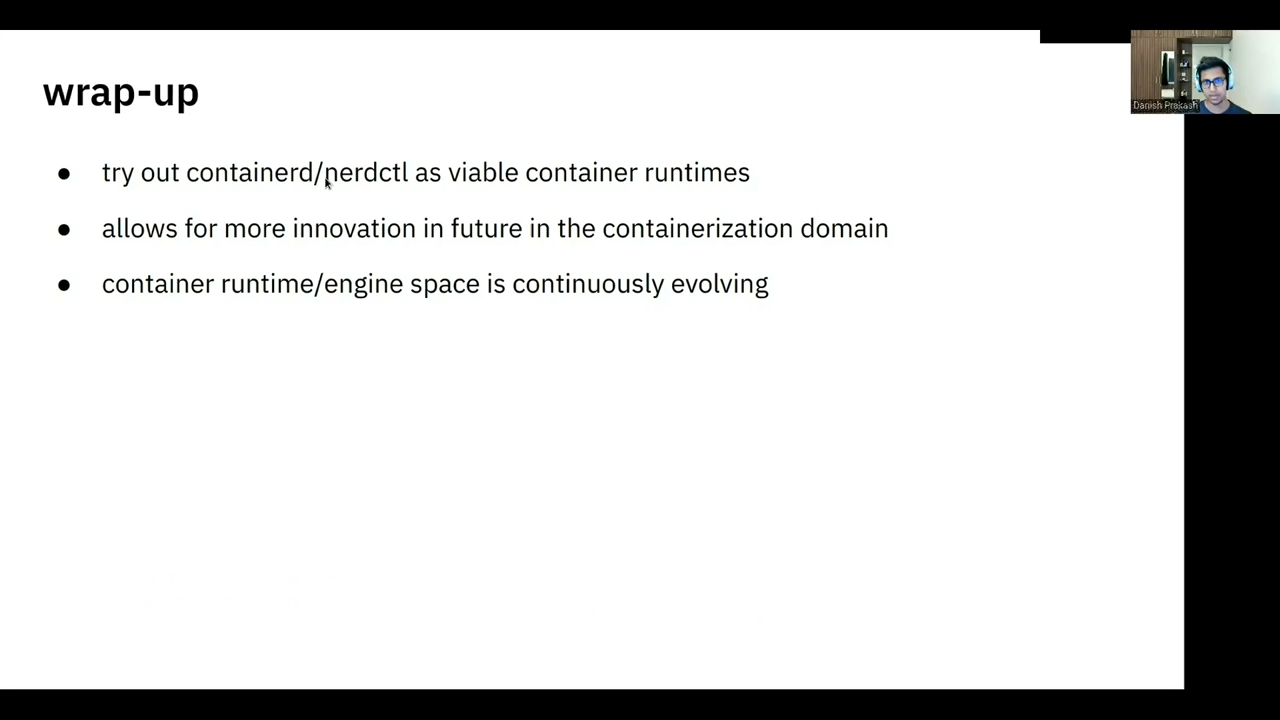 wrap-up
● try out containerd/nerdctl as viable container runtimes
● allows for more innovation in future in the containerization domain
● container runtime/engine space is continuously evolving
Danish Prakash